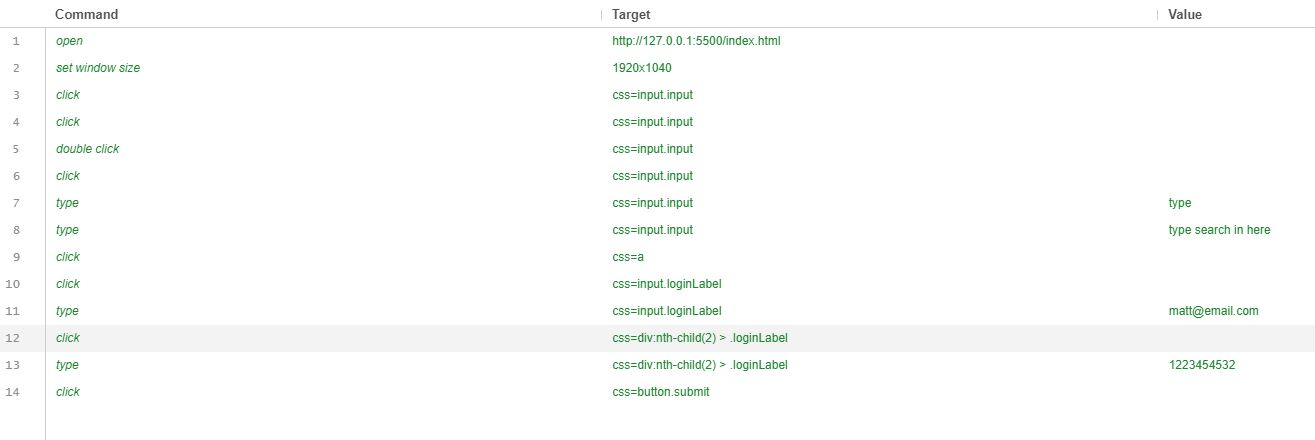 Command Target Value
1 open http://127.0.0.1:5500/index.html
2 set window size 1920x1040
3 click css=input.input
4 click css=input.input
5 double click css=input.input
6 click css=input.input
7 type css=input.input type
8 type css=input.input type search in here
9 click css=a
10 click css=input.loginLabel
11 type css=input.loginLabel matt@email.com
12 click css=div:nth-child(2) > .loginLabel
13 type css=div:nth-child(2) > .loginLabel 1223454532
14 click css=button.submit